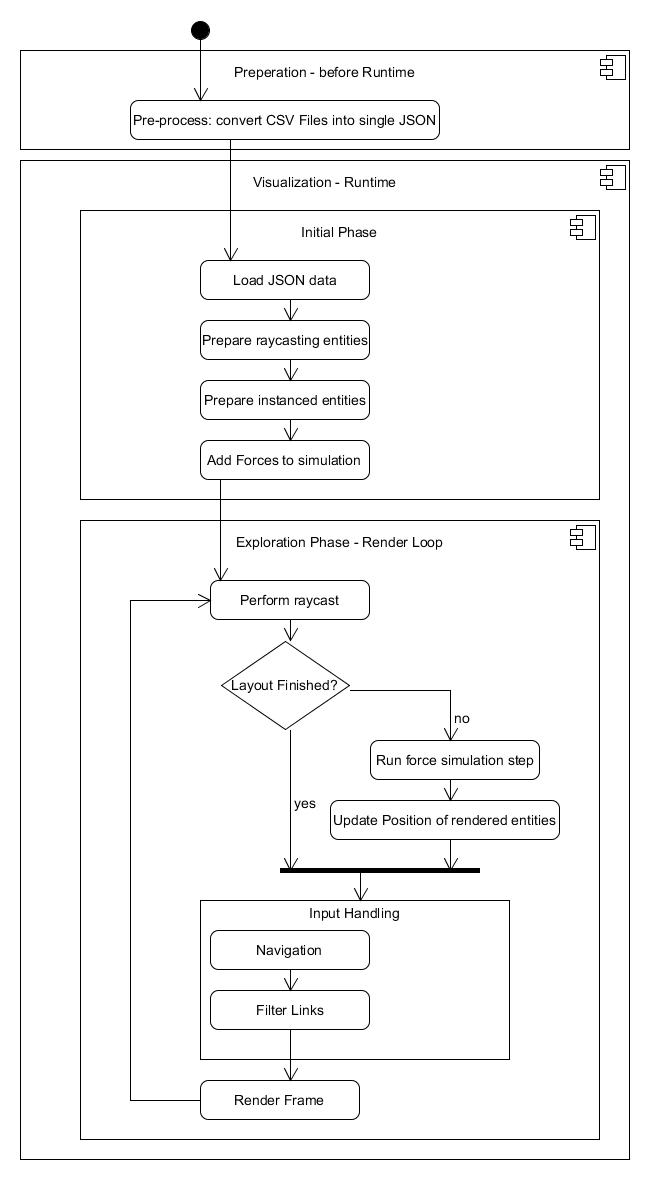 Preperation - before Runtime
Pre-process: convert CSV Files into single JSON
Visualization - Runtime
Initial Phase
Load JSON data
Prepare raycasting entities
Prepare instanced entities
Add Forces to simulation
Exploration Phase - Render Loop
Perform raycast
Layout Finished?
no
Run force simulation step
yes
Update Position of rendered entities
Input Handling
Navigation
Filter Links
Render Frame